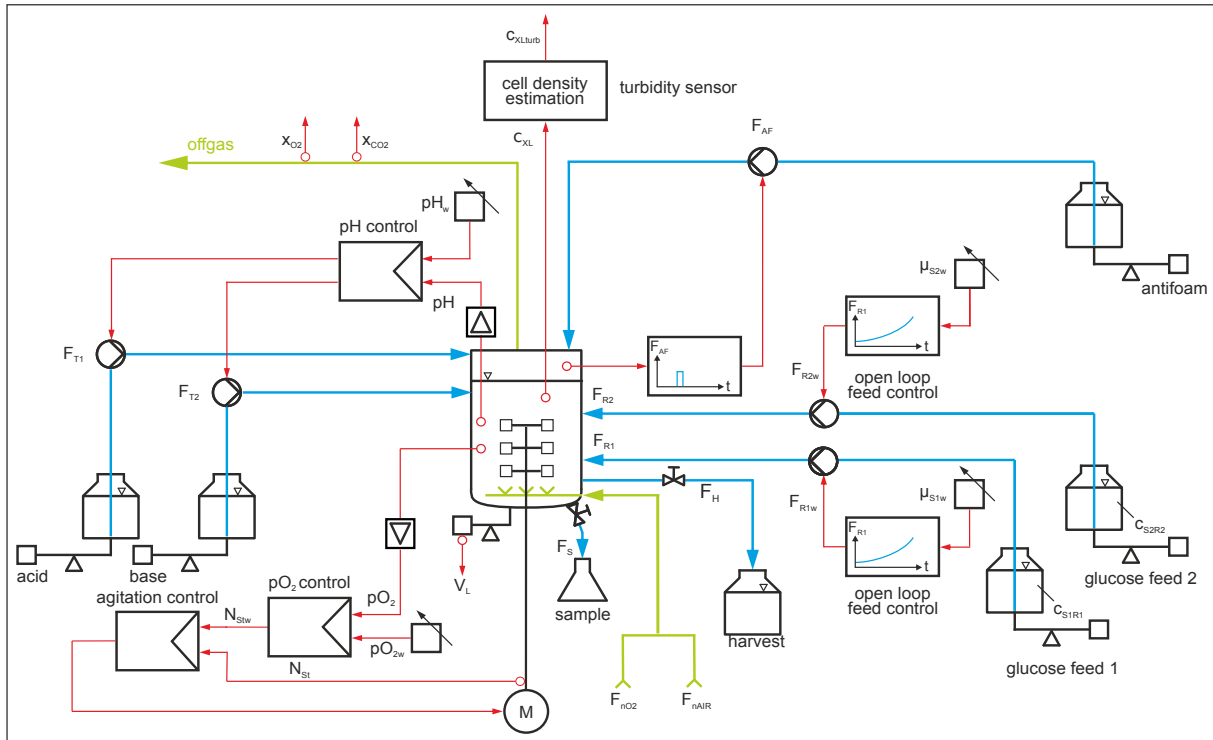 cXLturb
cell density
estimation
turbidity sensor
xO2
xCO2
cXL
FAF
offgas
pHw
pH control
pH
μS2w
antifoam
FR1
t
FAF
t
FT1
FR2w
open loop
feed control
FT2
FR2
FR1
FH
FR1w
μS1w
FR1
t
cS2R2
acid
base
FS
VL
sample
harvest
open loop
feed control
cS1R1
glucose feed 2
agitation control
pO2 control
pO2
NStw
pO2w
NSt
glucose feed 1
FnO2
FnAIR
M